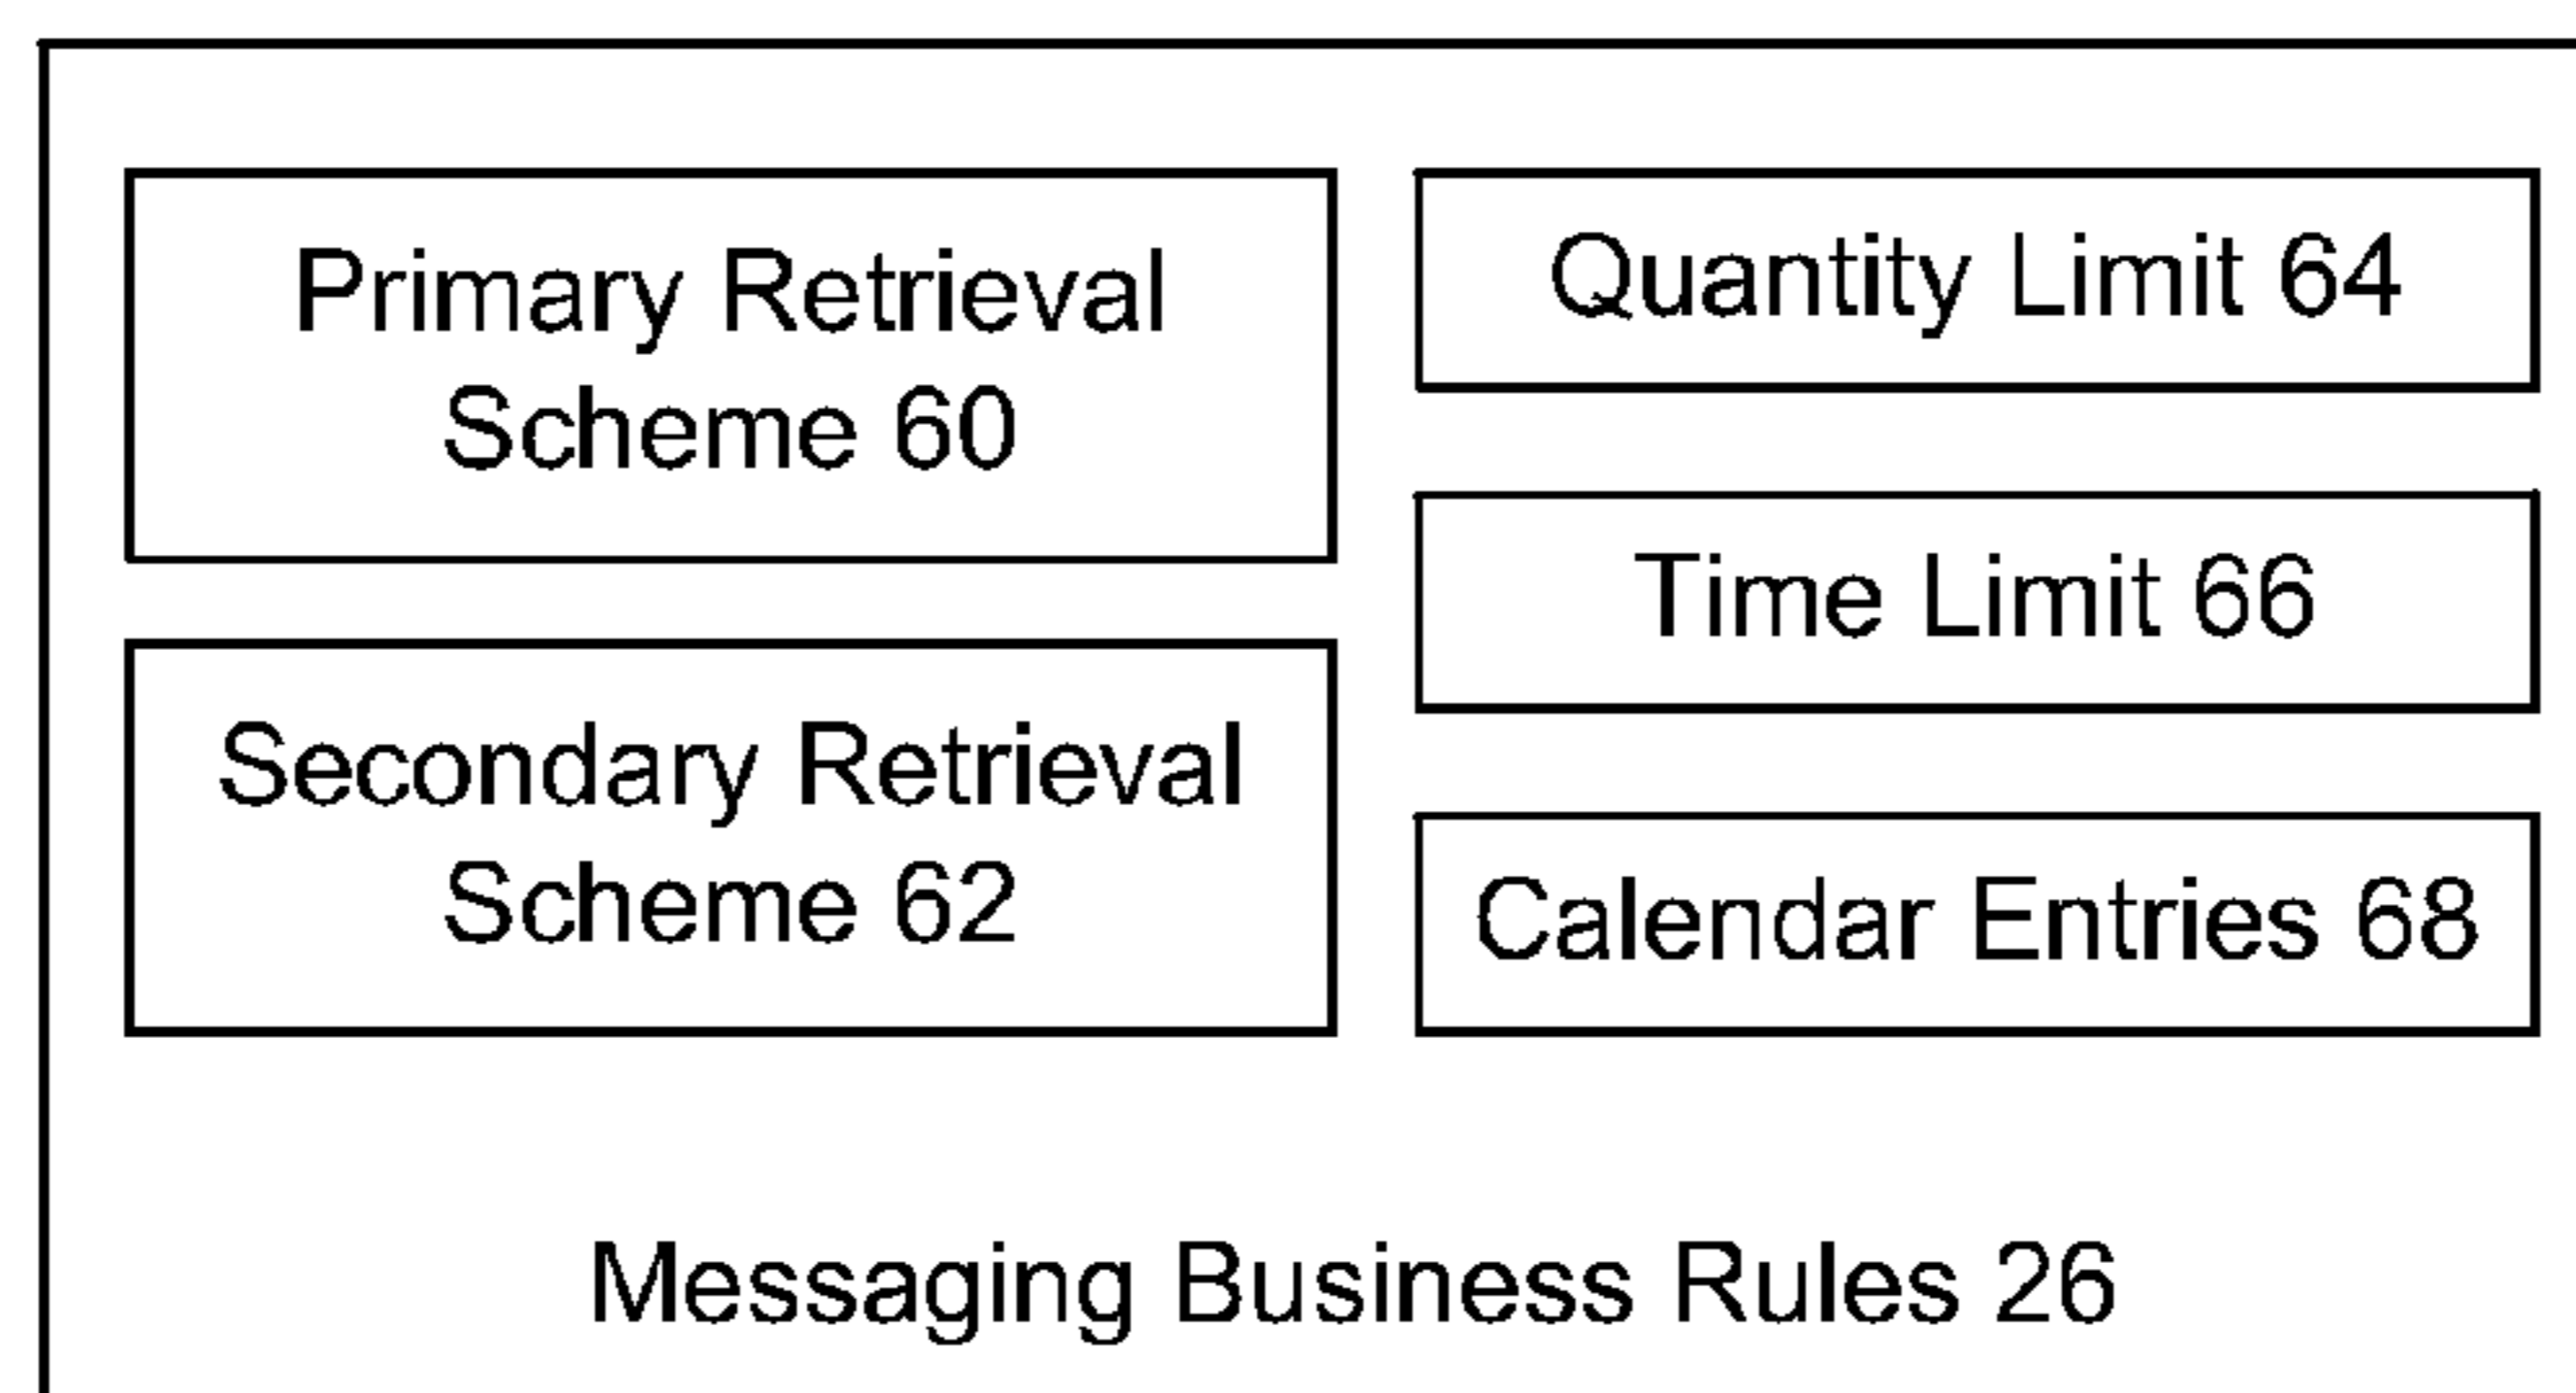 Primary Retrieval
Scheme 60
Secondary Retrieval
Scheme 62
Quantity Limit 64
Time Limit 66
Calendar Entries 68
Messaging Business Rules 26